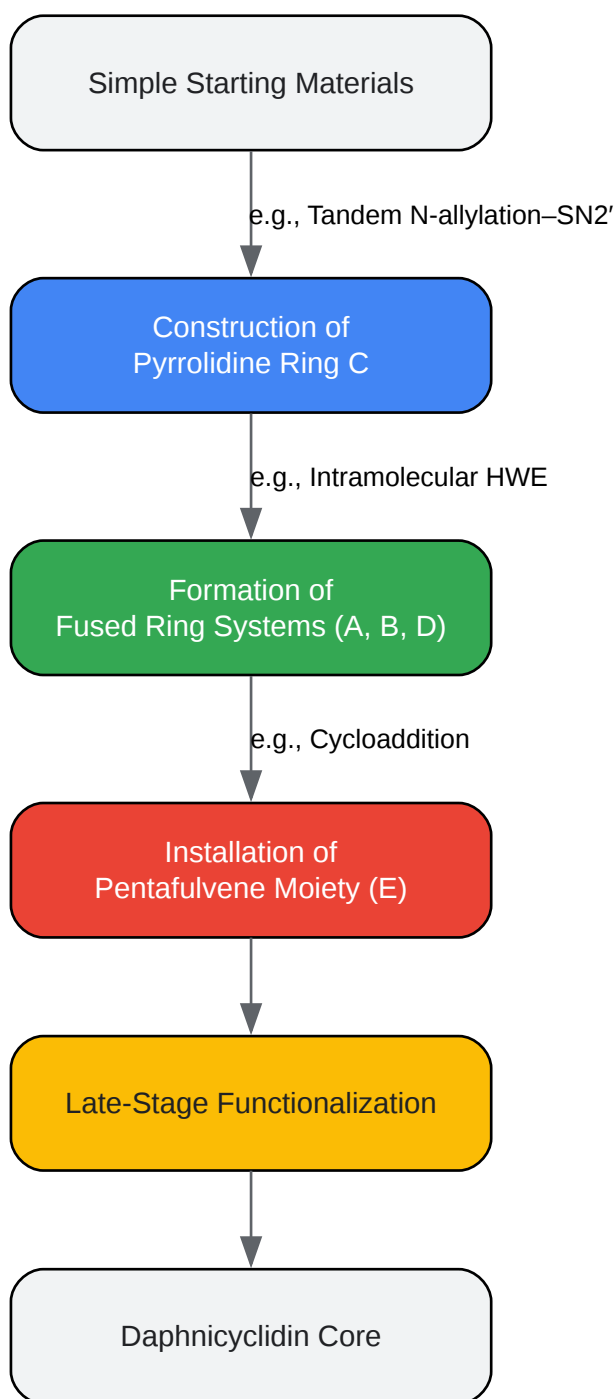 Simple Starting Materials
e.g., Tandem N-allylation–SN2′
Construction of
Pyrrolidine Ring C
e.g., Intramolecular HWE
Formation of
Fused Ring Systems (A, B, D)
e.g., Cycloaddition
Installation of
Pentafulvene Moiety (E)
Late-Stage Functionalization
Daphnicyclidin Core